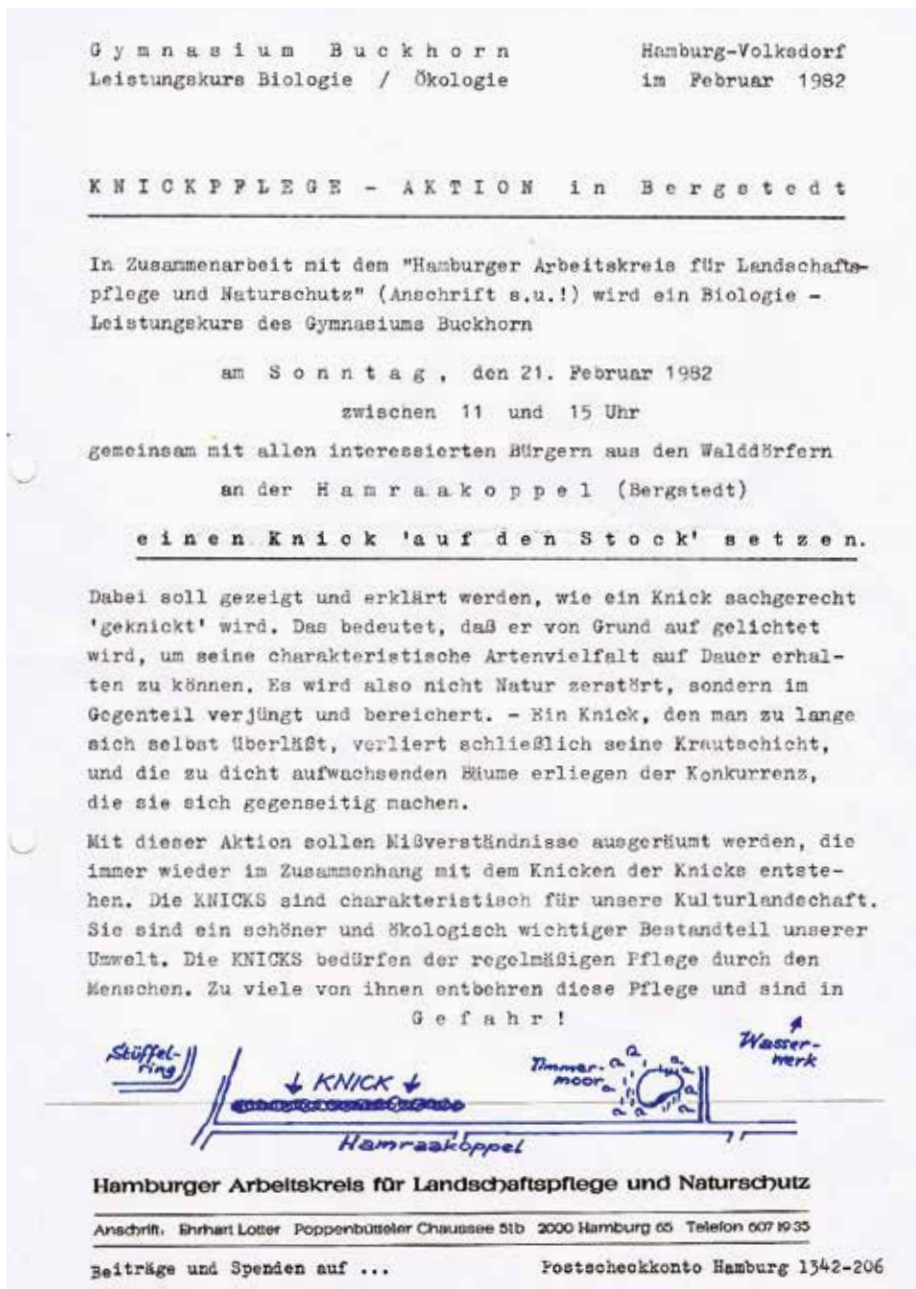 Gymnasium Buckhorn Hamburg-Volksdorf
Leistungskurs Biologie / Ökologie im Februar 1982
KNICKPFLEGE - AKTION in Bergstedt
In Zusammenarbeit mit dem "Hamburger Arbeitskreis für Landschafts-
pflege und Naturschutz" (Anschrift s.u.!) wird ein Biologie -
Leistungskurs des Gymnasiums Buckhorn
am Sonntag, den 21. Februar 1982
zwischen 11 und 15 Uhr
gemeinsam mit allen interessierten Bürgern aus den Walddörfern
an der Hamraakoppel (Bergstedt)
einen Knick 'auf den Stock' setzen.
Dabei soll gezeigt und erklärt werden, wie ein Knick sachgerecht
'geknickt' wird. Das bedeutet, daß er von Grund auf gelichtet
wird, um seine charakteristische Artenvielfalt auf Dauer erhal-
ten zu können. Es wird also nicht Natur zerstört, sondern im
Gegenteil verjüngt und bereichert. - Ein Knick, den man zu lange
sich selbst überläßt, verliert schließlich seine Krautschicht,
und die zu dicht aufwachsenden Bäume erliegen der Konkurrenz,
die sie sich gegenseitig machen.
Mit dieser Aktion sollen Mißverständnisse ausgeräumt werden, die
immer wieder im Zusammenhang mit dem Knicken der Knicks entste-
hen. Die KNICKS sind charakteristisch für unsere Kulturlandschaft.
Sie sind ein schöner und ökologisch wichtiger Bestandteil unserer
Umwelt. Die KNICKS bedürfen der regelmäßigen Pflege durch den
Menschen. Zu viele von ihnen entbehren diese Pflege und sind in
Gefahr!
Stüffel-
ring
↓ KNICK ↓
Timmer-
moor
Wasser-
werk
Hamraakoppel
Hamburger Arbeitskreis für Landschaftspflege und Naturschutz
Anschrift: Ehrhart Lotter Poppenbütteler Chaussee 51b 2000 Hamburg 65 Telefon 607 19 35
Beiträge und Spenden auf ... Postscheckkonto Hamburg 1342-206